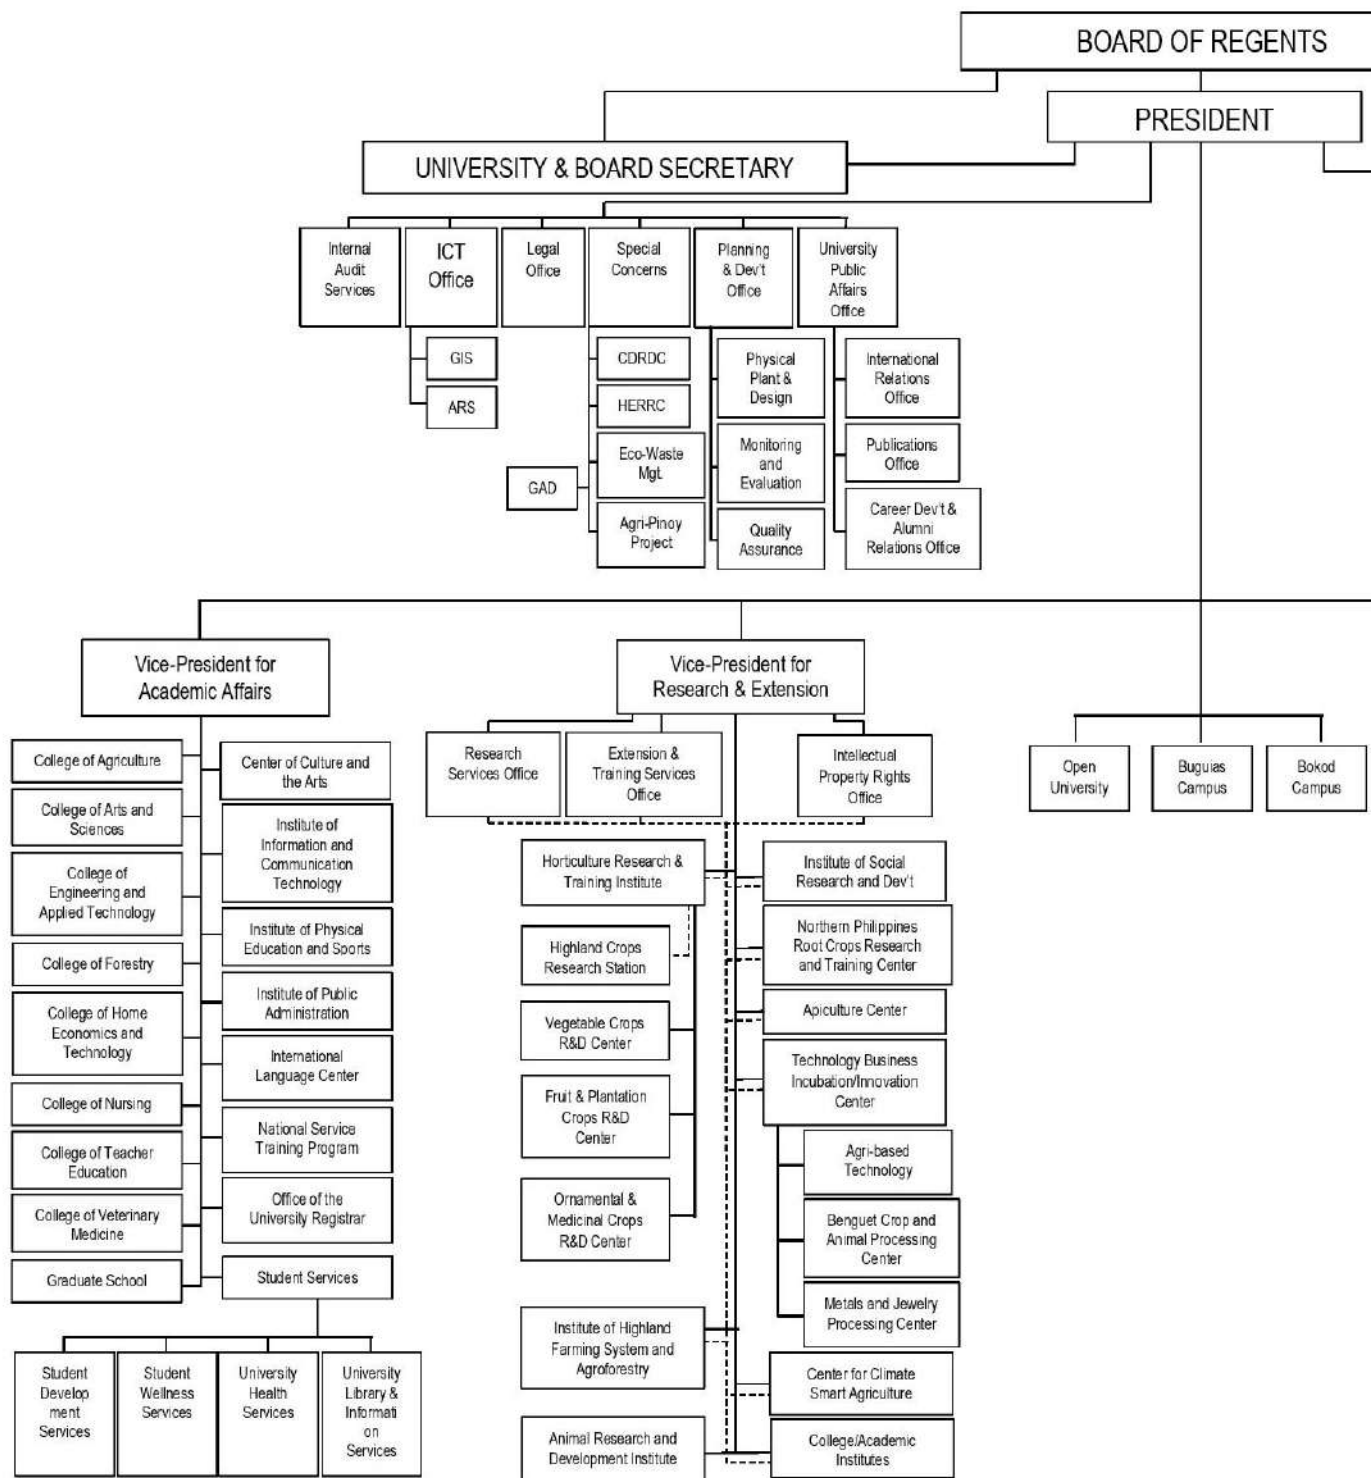 BOARD OF REGENTS
PRESIDENT
UNIVERSITY & BOARD SECRETARY
Internal
Audit
Services
ICT
Office
Legal
Office
Special
Concerns
Planning
& Dev't
Office
University
Public
Affairs
Office
GIS
ARS
CDRDC
HERRC
Eco-Waste
Mgt.
GAD
Agri-Pinoy
Project
Physical
Plant &
Design
Monitoring
and
Evaluation
Quality
Assurance
International
Relations
Office
Publications
Office
Career Dev't &
Alumni
Relations Office
Vice-President for
Academic Affairs
Vice-President for
Research & Extension
College of Agriculture
College of Arts and
Sciences
College of
Engineering and
Applied Technology
College of Forestry
College of Home
Economics and
Technology
College of Nursing
College of Teacher
Education
College of Veterinary
Medicine
Graduate School
Center of Culture and
the Arts
Institute of
Information and
Communication
Technology
Institute of Physical
Education and Sports
Institute of Public
Administration
International
Language Center
National Service
Training Program
Office of the
University Registrar
Student Services
Student
Develop
ment
Services
Student
Wellness
Services
University
Health
Services
University
Library &
Informati
on
Services
Research
Services Office
Extension &
Training Services
Office
Intellectual
Property Rights
Office
Horticulture Research &
Training Institute
Highland Crops
Research Station
Vegetable Crops
R&D Center
Fruit & Plantation
Crops R&D
Center
Ornamental &
Medicinal Crops
R&D Center
Institute of Highland
Farming System and
Agroforestry
Animal Research and
Development Institute
Institute of Social
Research and Dev't
Northern Philippines
Root Crops Research
and Training Center
Apiculture Center
Technology Business
Incubation/Innovation
Center
Agri-based
Technology
Benguet Crop and
Animal Processing
Center
Metals and Jewelry
Processing Center
Center for Climate
Smart Agriculture
College/Academic
Institutes
Open
University
Buguias
Campus
Bokod
Campus